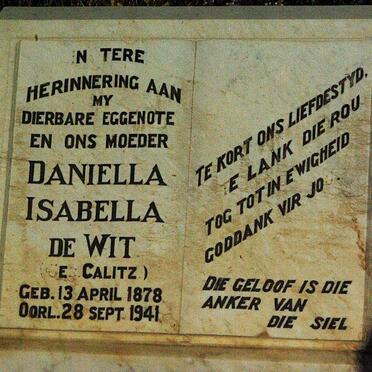 N TERE
HERINNERING AAN
MY
DIERBARE EGGENOTE
EN ONS MOEDER
DANIELLA
ISABELLA
DE WIT
E. CALITZ )
GEB. 13 APRIL 1878
OORL. 28 SEPT 1941
TE KORT ONS LIEFDESTYD,
E LANK DIE ROU
TOG TOT IN EWIGHEID
GODDANK VIR JO
DIE GELOOF IS DIE
ANKER VAN
DIE SIEL